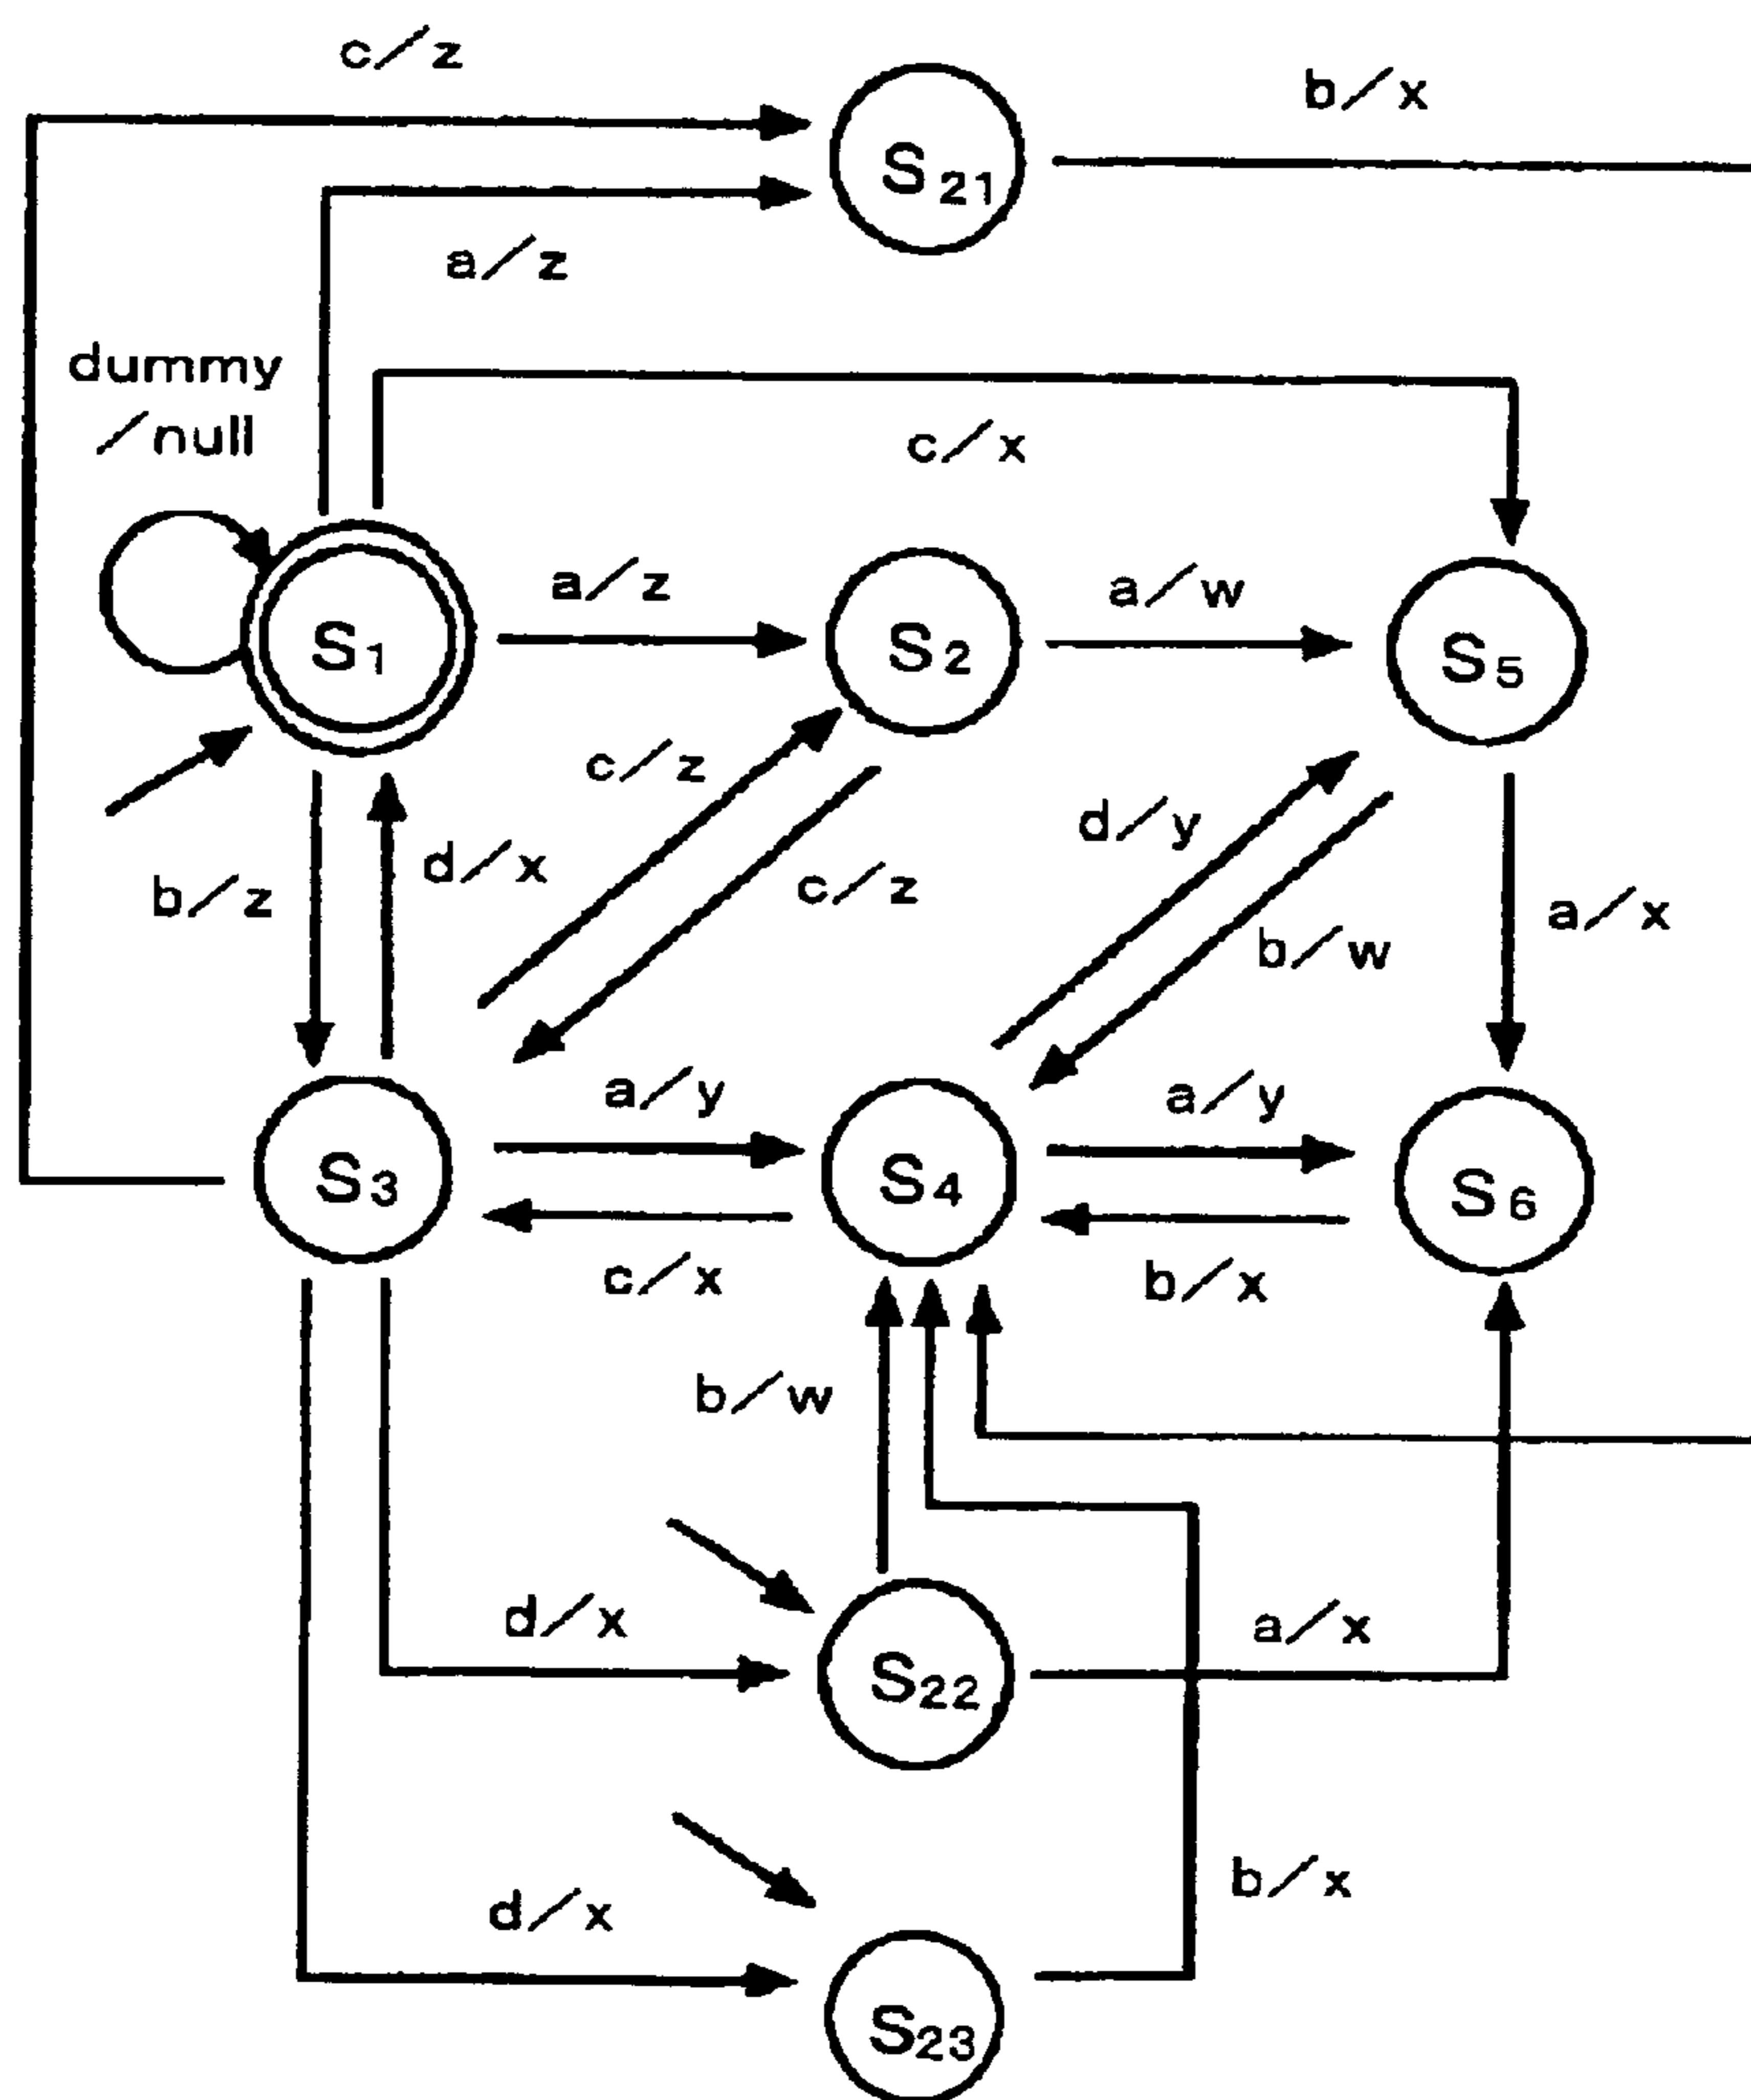 c/z
b/x
S21
a/z
dummy
/null
c/x
S1
a/z
S2
a/w
S5
c/z
d/y
b/z
d/x
c/z
b/w
a/x
a/y
a/y
S3
S4
S6
c/x
b/x
b/w
d/x
a/x
S22
b/x
d/x
S23